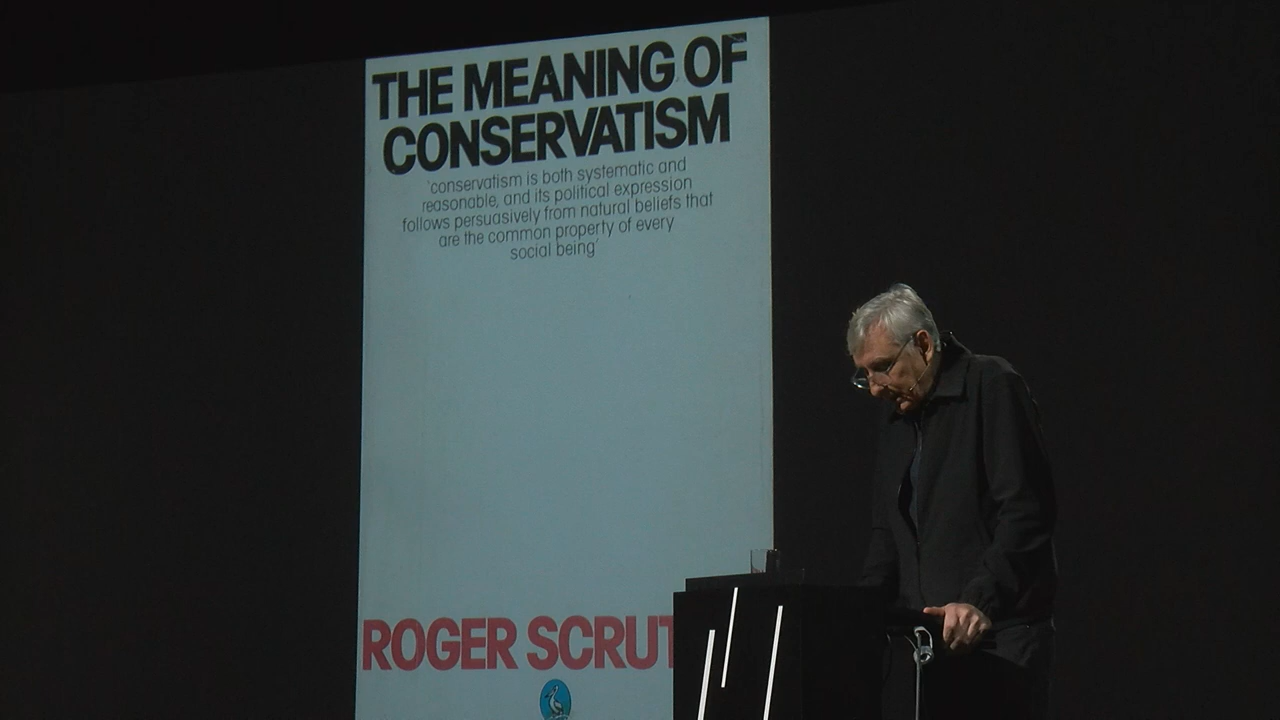 THE MEANING OF
CONSERVATISM
'conservatism is both systematic and
reasonable, and its political expression
follows persuasively from natural beliefs that
are the common property of every
social being'
ROGER SCRUT